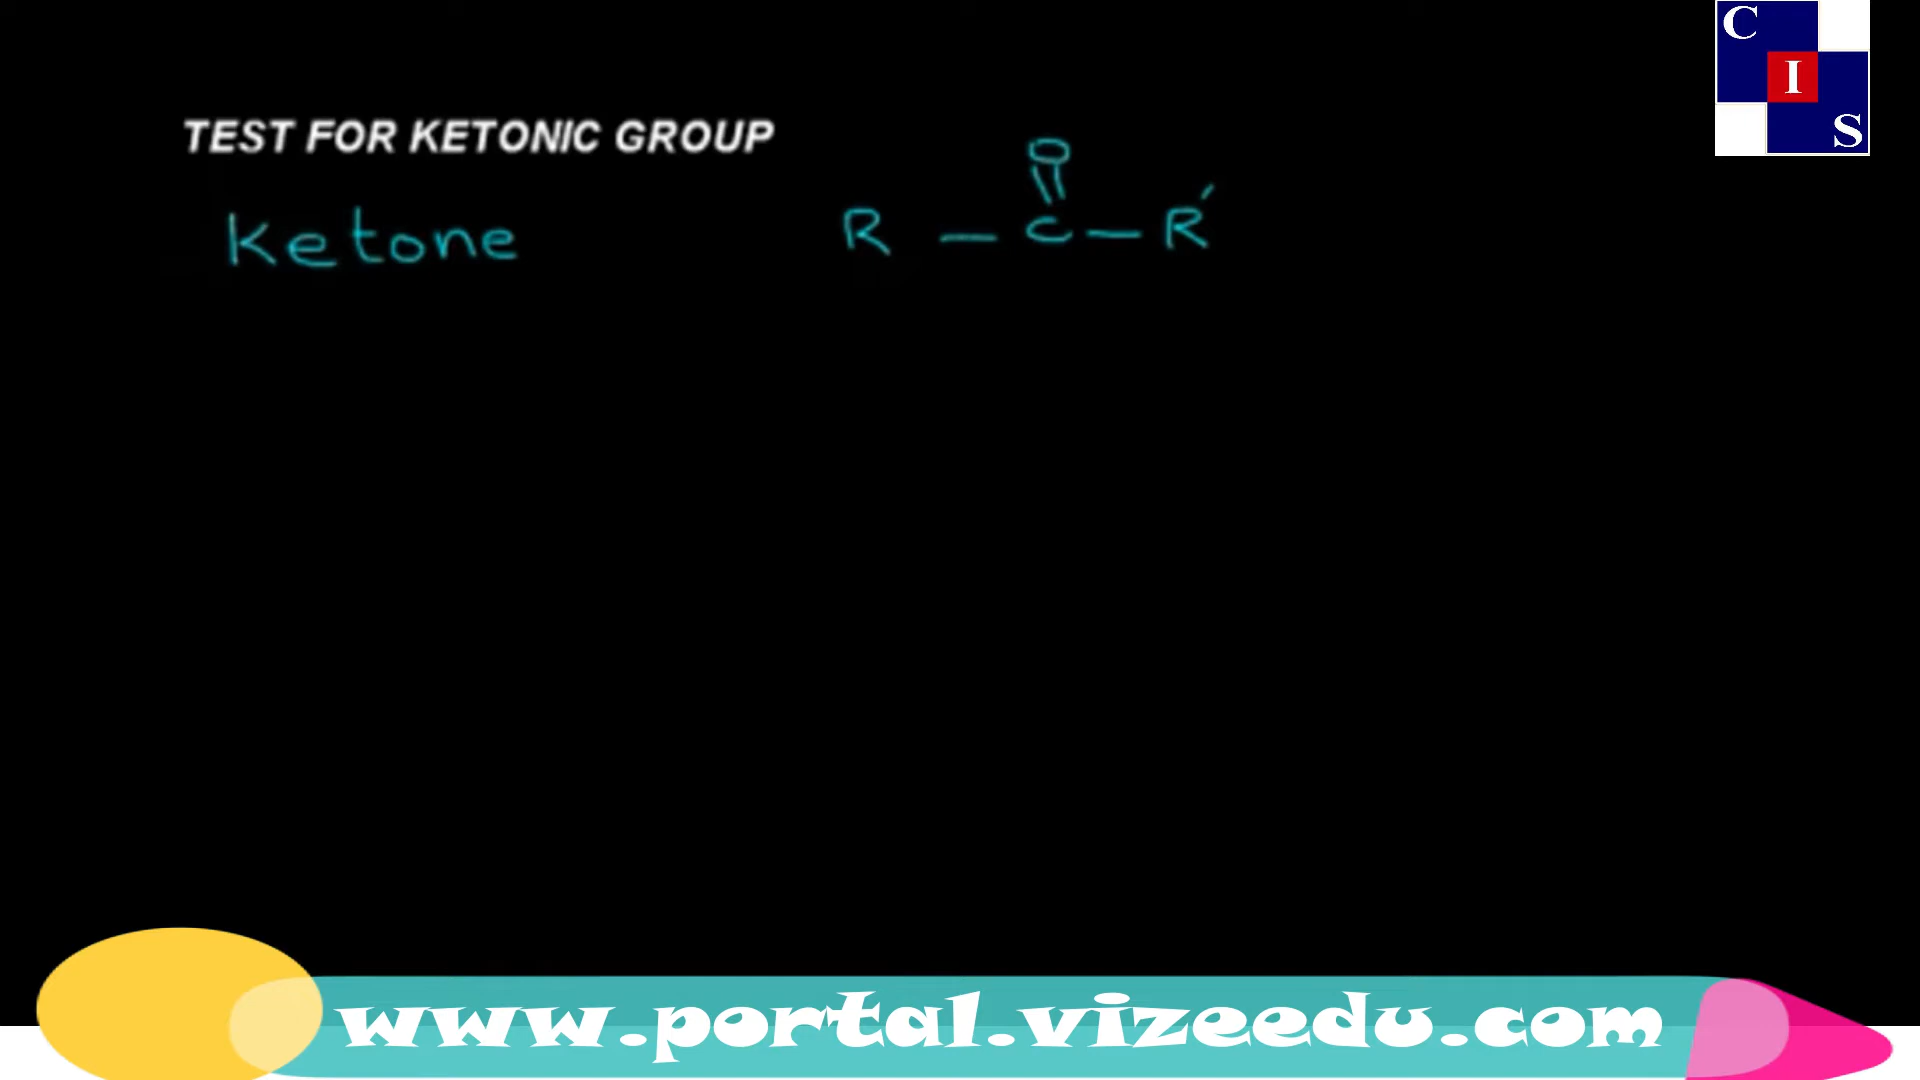 C
I
S
TEST FOR KETONIC GROUP
O
Ketone R — C — R'
www.portal.vizeedu.com